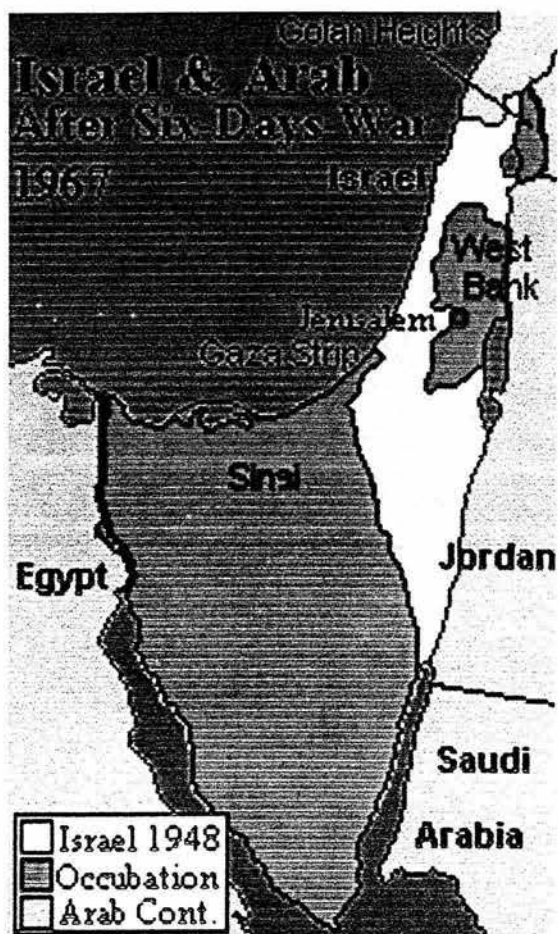 Golan Heights
Israel & Arab
After Six Days War
1967
Israel
West
Bank
Jerusalem
Gaza Strip
Sinai
Egypt
Jordan
Saudi
Arabia
Israel 1948
Occubation
Arab Cont.